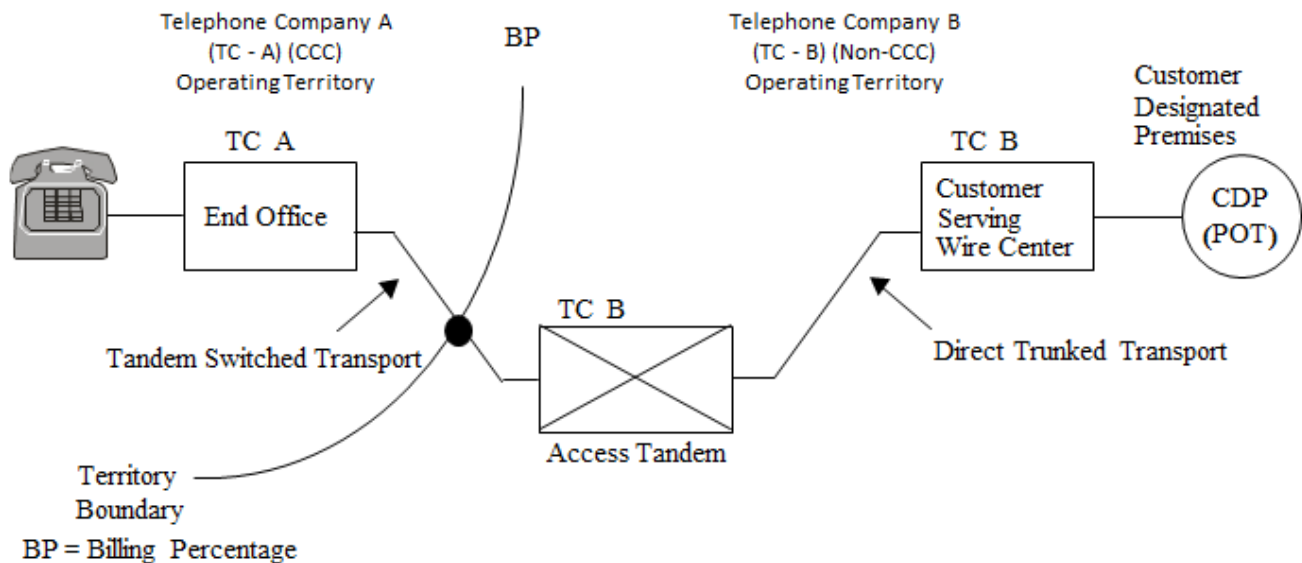 Telephone Company A
(TC - A) (CCC)
Operating Territory
BP
Telephone Company B
(TC - B) (Non-CCC)
Operating Territory
Customer
Designated
Premises
TC A
End Office
TC B
Customer
Serving
Wire Center
CDP
(POT)
Tandem Switched Transport
TC B
Access Tandem
Direct Trunked Transport
Territory
Boundary
BP = Billing Percentage